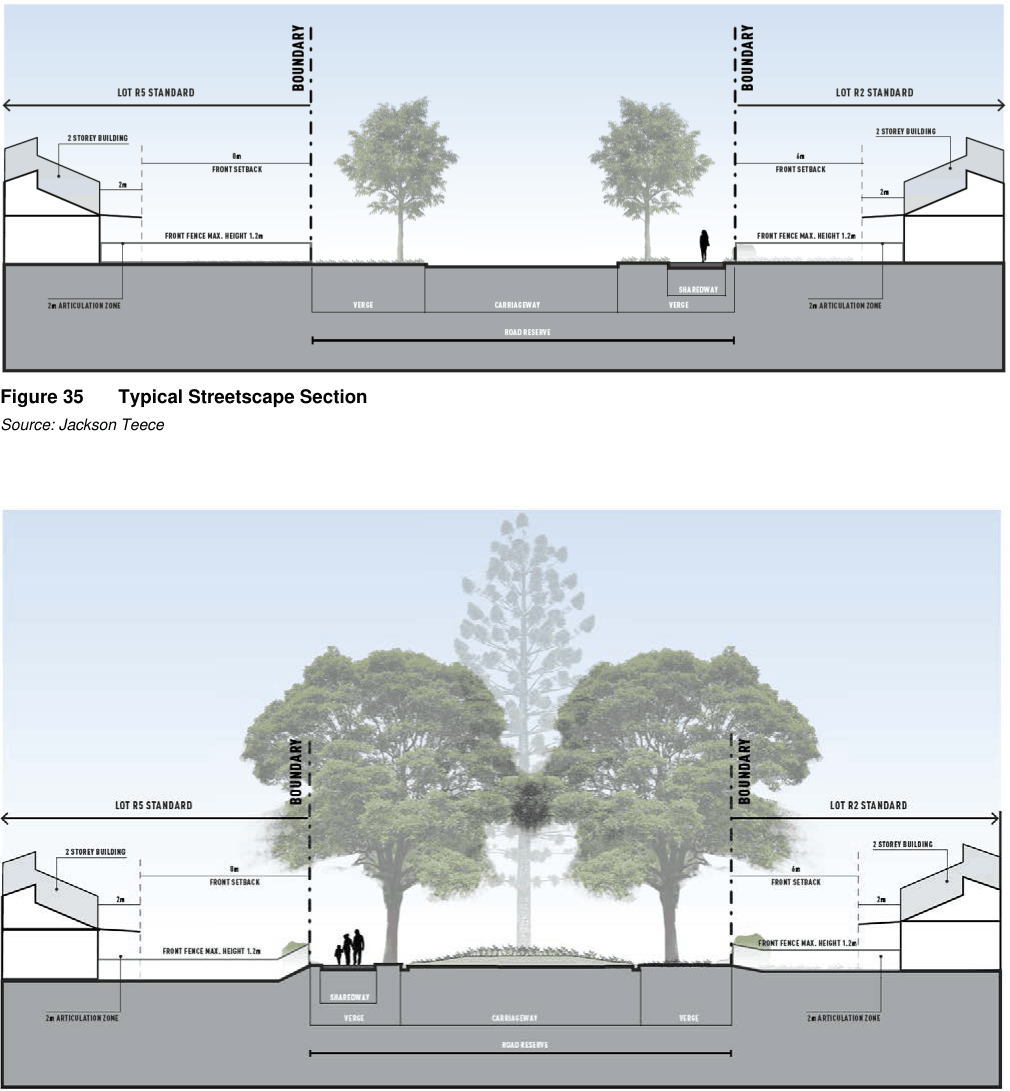 BOUNDARY
BOUNDARY
LOT R5 STANDARD
LOT R2 STANDARD
2 STOREY BUILDING
2 STOREY BUILDING
8m
FRONT SETBACK
6m
FRONT SETBACK
2m
2m
FRONT FENCE MAX. HEIGHT 1.2m
FRONT FENCE MAX. HEIGHT 1.2m
SHAREDWAY
2m ARTICULATION ZONE
VERGE
CARRIAGEWAY
VERGE
2m ARTICULATION ZONE
ROAD RESERVE
Figure 35 Typical Streetscape Section
Source: Jackson Teece
BOUNDARY
BOUNDARY
LOT R5 STANDARD
LOT R2 STANDARD
2 STOREY BUILDING
2 STOREY BUILDING
8m
FRONT SETBACK
6m
FRONT SETBACK
2m
2m
FRONT FENCE MAX. HEIGHT 1.2m
FRONT FENCE MAX. HEIGHT 1.2m
SHAREDWAY
2m ARTICULATION ZONE
VERGE
CARRIAGEWAY
VERGE
2m ARTICULATION ZONE
ROAD RESERVE